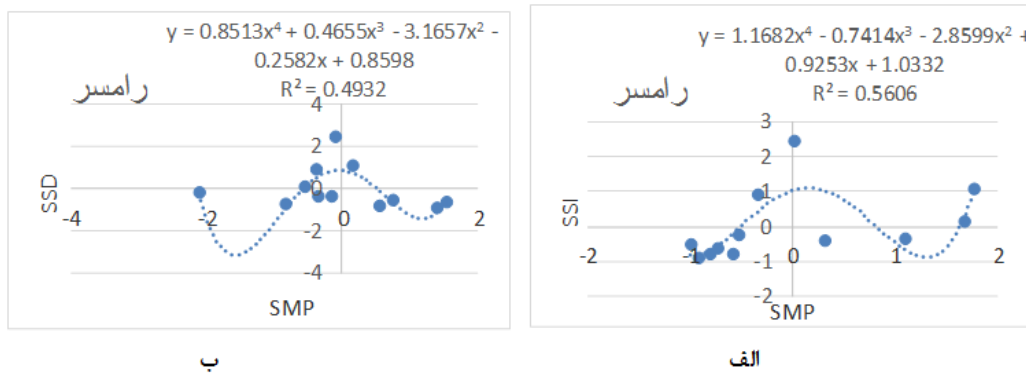 y = 0.8513x⁴ + 0.4655x³ - 3.1657x² -
0.2582x + 0.8598
R² = 0.4932
رامسر
4
2
0
-2
-4
-4
-2
0
2
SSD
SMP
ب
y = 1.1682x⁴ - 0.7414x³ - 2.8599x² +
0.9253x + 1.0332
R² = 0.5606
رامسر
3
2
1
0
-1
-2
-2
-1
0
1
2
SSI
SMP
الف